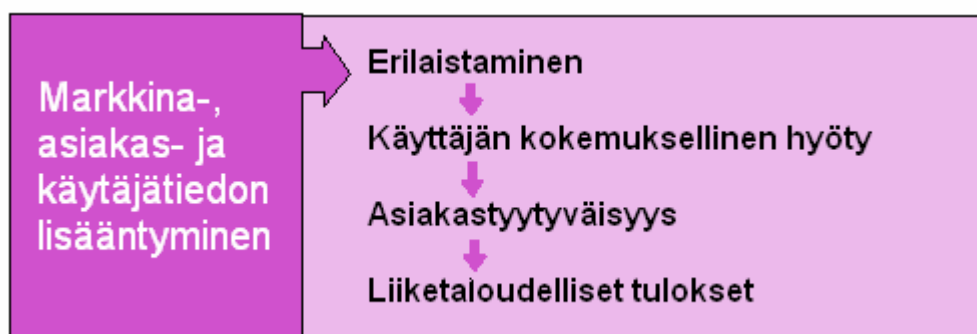 Markkina-,
asiakas- ja
käytäjätiedon
lisääntyminen
Erilaistaminen
Käyttäjän kokemuksellinen hyöty
Asiakastyytyväisyys
Liiketaloudelliset tulokset